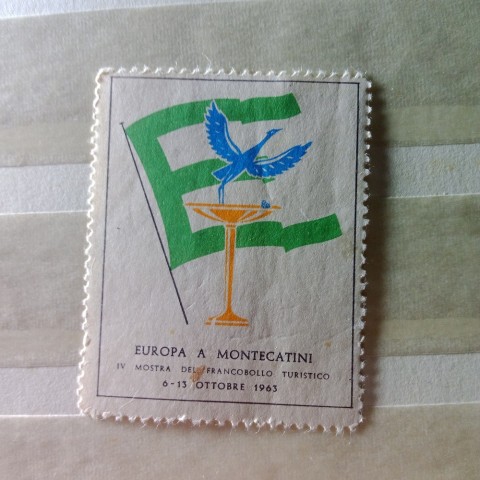 E
EUROPA A MONTECATINI
IV MOSTRA DEL FRANCOBOLLO TURISTICO
6-13 OTTOBRE 1963